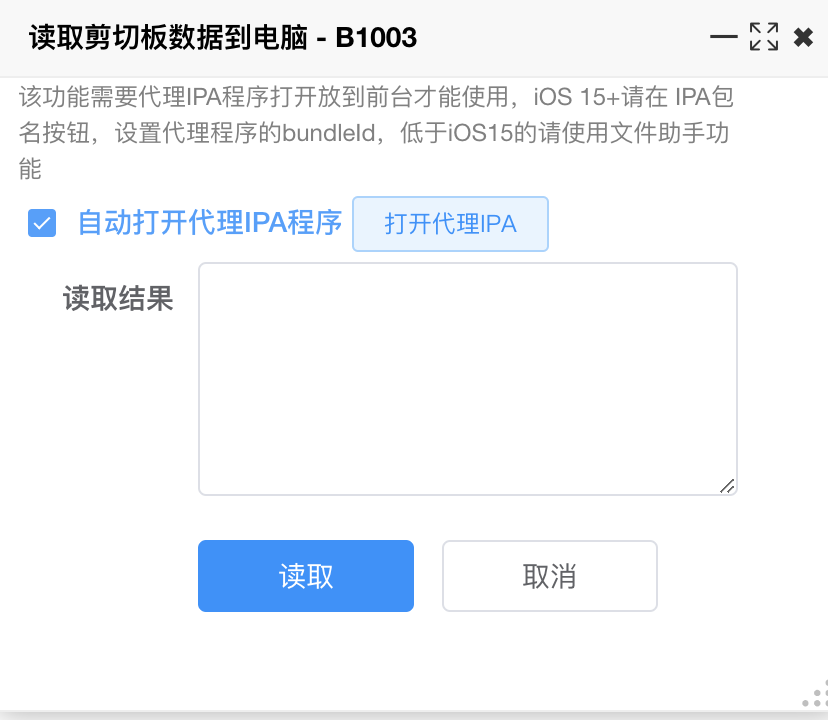 读取剪切板数据到电脑 - B1003
该功能需要代理IPA程序打开放到前台才能使用，iOS 15+请在 IPA包
名按钮，设置代理程序的bundleId，低于iOS15的请使用文件助手功
能
自动打开代理IPA程序 打开代理IPA
读取结果
读取 取消